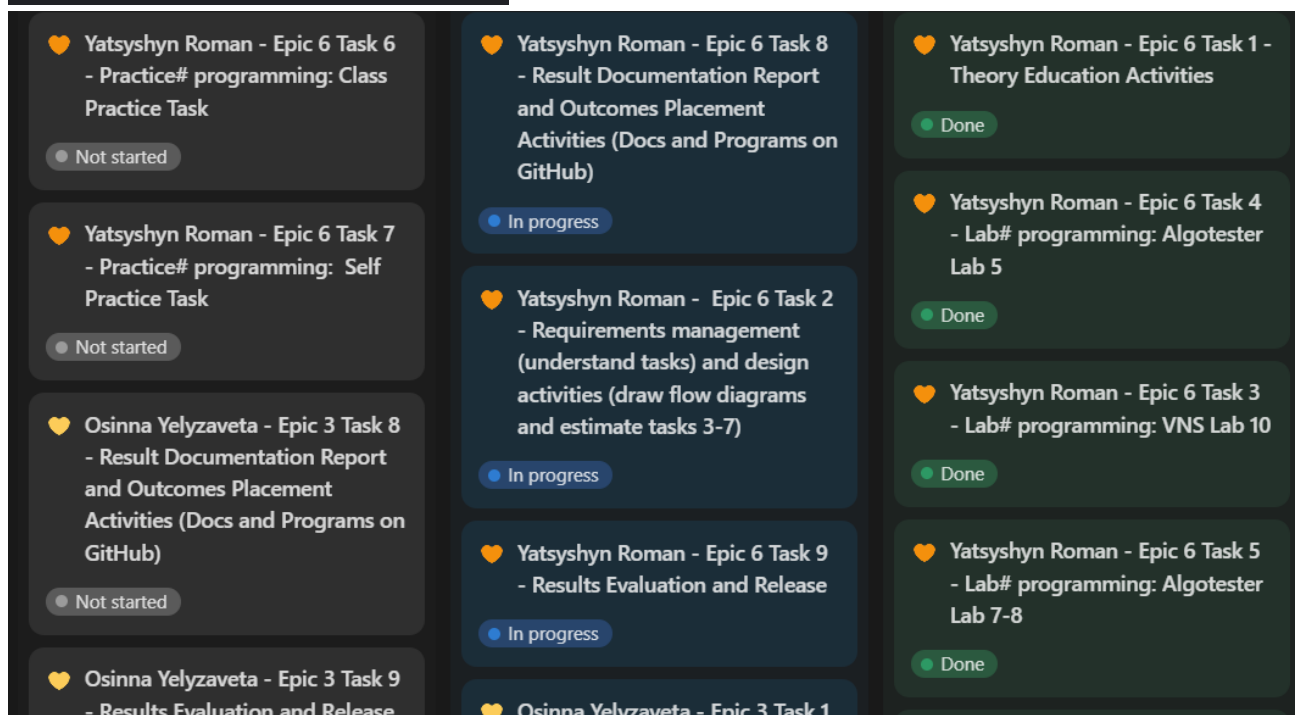 Yatsyshyn Roman - Epic 6 Task 6
- Practice# programming: Class
Practice Task
Not started
Yatsyshyn Roman - Epic 6 Task 7
- Practice# programming:  Self
Practice Task
Not started
Osinna Yelyzaveta - Epic 3 Task 8
- Result Documentation Report
and Outcomes Placement
Activities (Docs and Programs on
GitHub)
Not started
Osinna Yelyzaveta - Epic 3 Task 9
- Results Evaluation and Release
Yatsyshyn Roman - Epic 6 Task 8
- Result Documentation Report
and Outcomes Placement
Activities (Docs and Programs on
GitHub)
In progress
Yatsyshyn Roman -  Epic 6 Task 2
- Requirements management
(understand tasks) and design
activities (draw flow diagrams
and estimate tasks 3-7)
In progress
Yatsyshyn Roman - Epic 6 Task 9
- Results Evaluation and Release
In progress
Osinna Yelyzaveta - Epic 3 Task 1
Yatsyshyn Roman - Epic 6 Task 1 -
Theory Education Activities
Done
Yatsyshyn Roman - Epic 6 Task 4
- Lab# programming: Algotester
Lab 5
Done
Yatsyshyn Roman - Epic 6 Task 3
- Lab# programming: VNS Lab 10
Done
Yatsyshyn Roman - Epic 6 Task 5
- Lab# programming: Algotester
Lab 7-8
Done